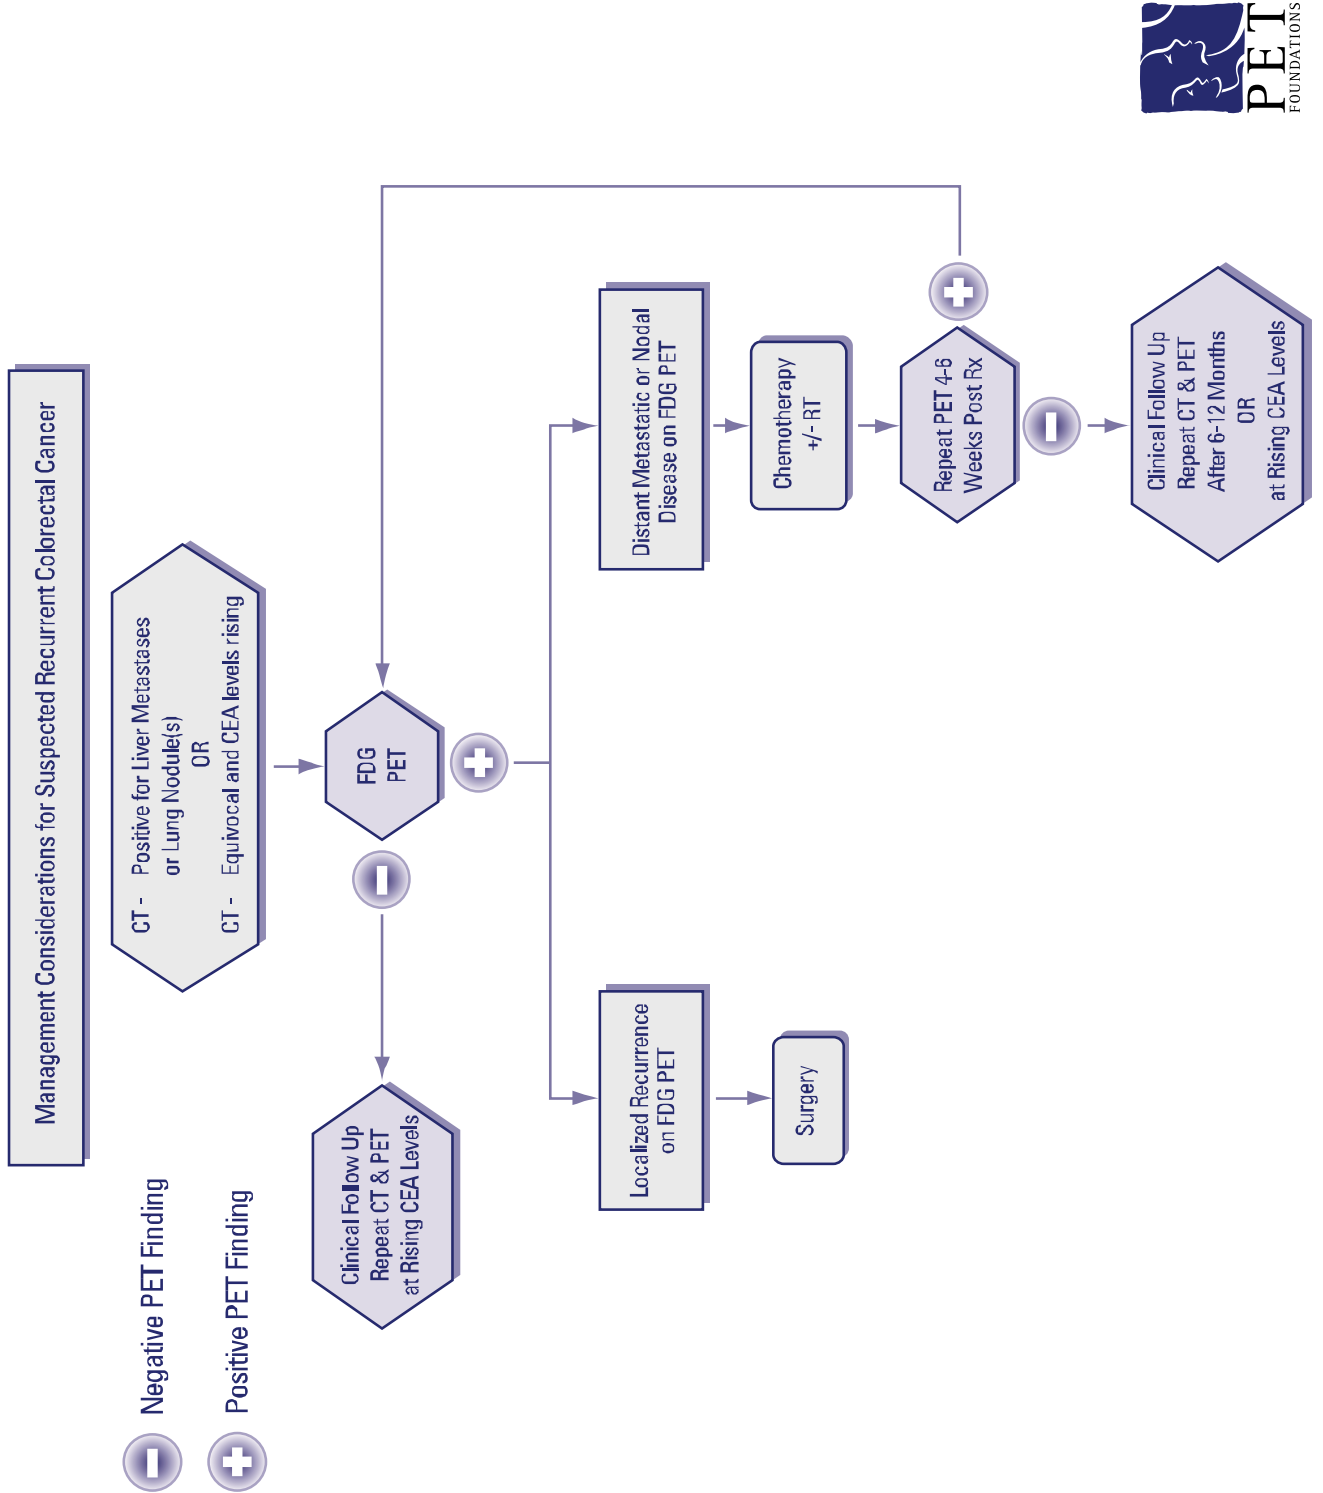 Management Considerations for Suspected Recurrent Colorectal Cancer
Negative PET Finding
Positive PET Finding
CT - Positive for Liver Metastases
or Lung Nodule(s)
OR
CT - Equivocal and CEA levels rising
FDG
PET
Clinical Follow Up
Repeat CT & PET
at Rising CEA Levels
Localized Recurrence
on FDG PET
Surgery
Distant Metastatic or Nodal
Disease on FDG PET
Chemotherapy
+/- RT
Repeat PET 4-6
Weeks Post Rx
Clinical Follow Up
Repeat CT & PET
After 6-12 Months
OR
at Rising CEA Levels
PET
FOUNDATIONS